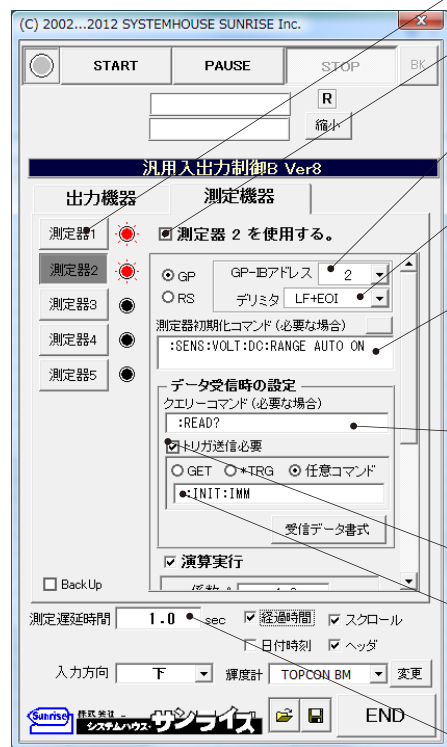 (C) 2002...2012 SYSTEMHOUSE SUNRISE Inc.
START PAUSE STOP BK
R
縮小
汎用入出力制御B Ver8
出力機器 測定機器
測定器1 測定器 2 を使用する。
測定器2
測定器3
測定器4
測定器5
GP GP-IBアドレス 2
RS デリミタ LF+EOI
測定器初期化コマンド(必要な場合)
:SENS:VOLT:DC:RANGE AUTO ON
データ受信時の設定
クエリーコマンド(必要な場合)
:READ?
トリガ送信必要
GET *TRG 任意コマンド
:INIT:IMM
受信データ書式
演算実行
BackUp
測定遅延時間 1.0 sec 経過時間 スクロール
日付時刻 ヘッダ
入力方向 下 輝度計 TOPCON BM 変更
Sunrise 株式会社 システムハウス・サンライズ END